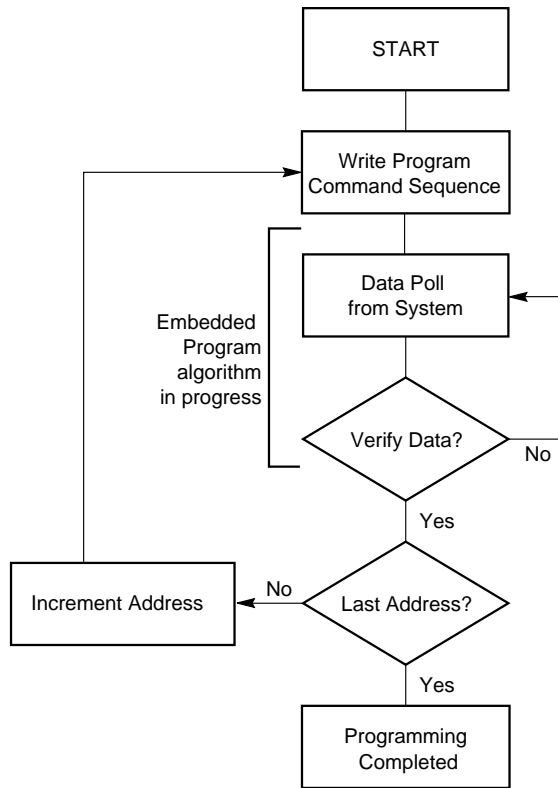 START
Write Program
Command Sequence
Data Poll
from System
Embedded
Program
algorithm
in progress
Verify Data?
No
Yes
Last Address?
No
Increment Address
Yes
Programming
Completed